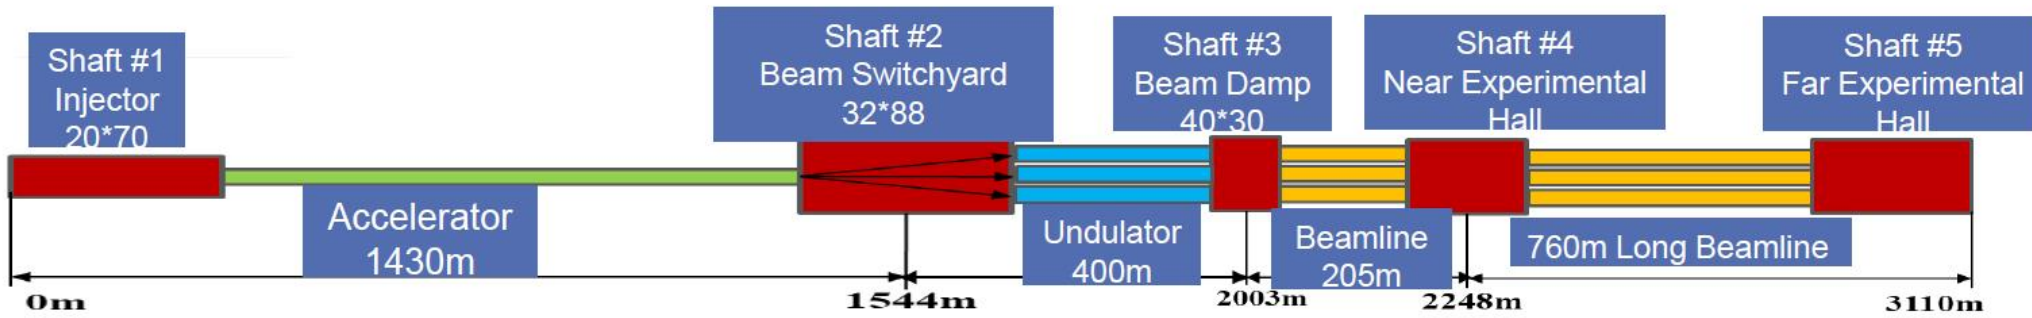 Shaft #1
Injector
20*70
Shaft #2
Beam Switchyard
32*88
Shaft #3
Beam Damp
40*30
Shaft #4
Near Experimental
Hall
Shaft #5
Far Experimental
Hall
Accelerator
1430m
Undulator
400m
Beamline
205m
760m Long Beamline
0m
1544m
2003m
2248m
3110m